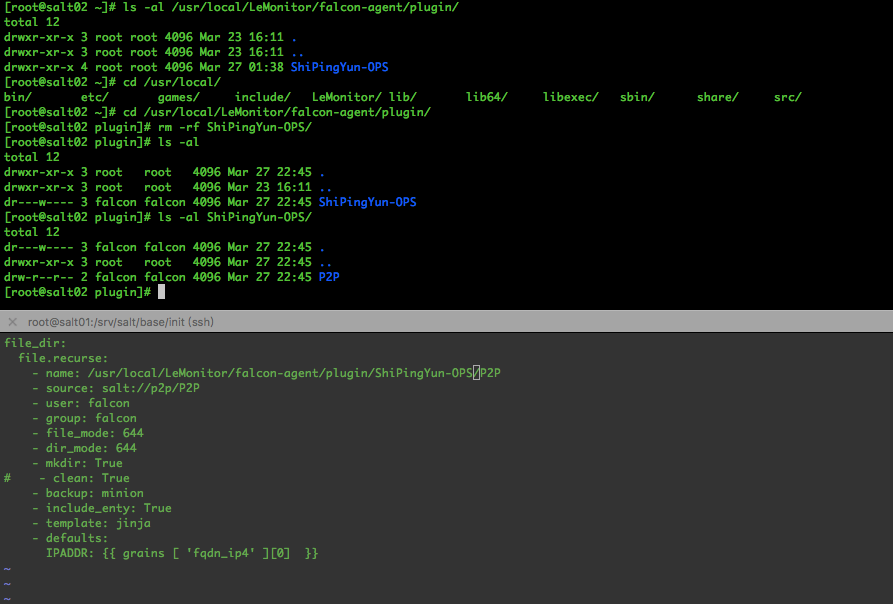 [root@salt02 ~]# ls -al /usr/local/LeMonitor/falcon-agent/plugin/
total 12
drwxr-xr-x 3 root root 4096 Mar 23 16:11 .
drwxr-xr-x 3 root root 4096 Mar 23 16:11 ..
drwxr-xr-x 4 root root 4096 Mar 27 01:38 ShiPingYun-OPS
[root@salt02 ~]# cd /usr/local/
bin/       etc/       games/     include/   LeMonitor/ lib/       lib64/     libexec/   sbin/      share/     src/
[root@salt02 ~]# cd /usr/local/LeMonitor/falcon-agent/plugin/
[root@salt02 plugin]# rm -rf ShiPingYun-OPS/
[root@salt02 plugin]# ls -al
total 12
drwxr-xr-x 3 root   root   4096 Mar 27 22:45 .
drwxr-xr-x 3 root   root   4096 Mar 23 16:11 ..
dr---w---- 3 falcon falcon 4096 Mar 27 22:45 ShiPingYun-OPS
[root@salt02 plugin]# ls -al ShiPingYun-OPS/
total 12
dr---w---- 3 falcon falcon 4096 Mar 27 22:45 .
drwxr-xr-x 3 root   root   4096 Mar 27 22:45 ..
drw-r--r-- 2 falcon falcon 4096 Mar 27 22:45 P2P
[root@salt02 plugin]#
× root@salt01:/srv/salt/base/init (ssh)
file_dir:
  file.recurse:
    - name: /usr/local/LeMonitor/falcon-agent/plugin/ShiPingYun-OPS/P2P
    - source: salt://p2p/P2P
    - user: falcon
    - group: falcon
    - file_mode: 644
    - dir_mode: 644
    - mkdir: True
#    - clean: True
    - backup: minion
    - include_enty: True
    - template: jinja
    - defaults:
      IPADDR: {{ grains [ 'fqdn_ip4' ][0]  }}
~
~
~